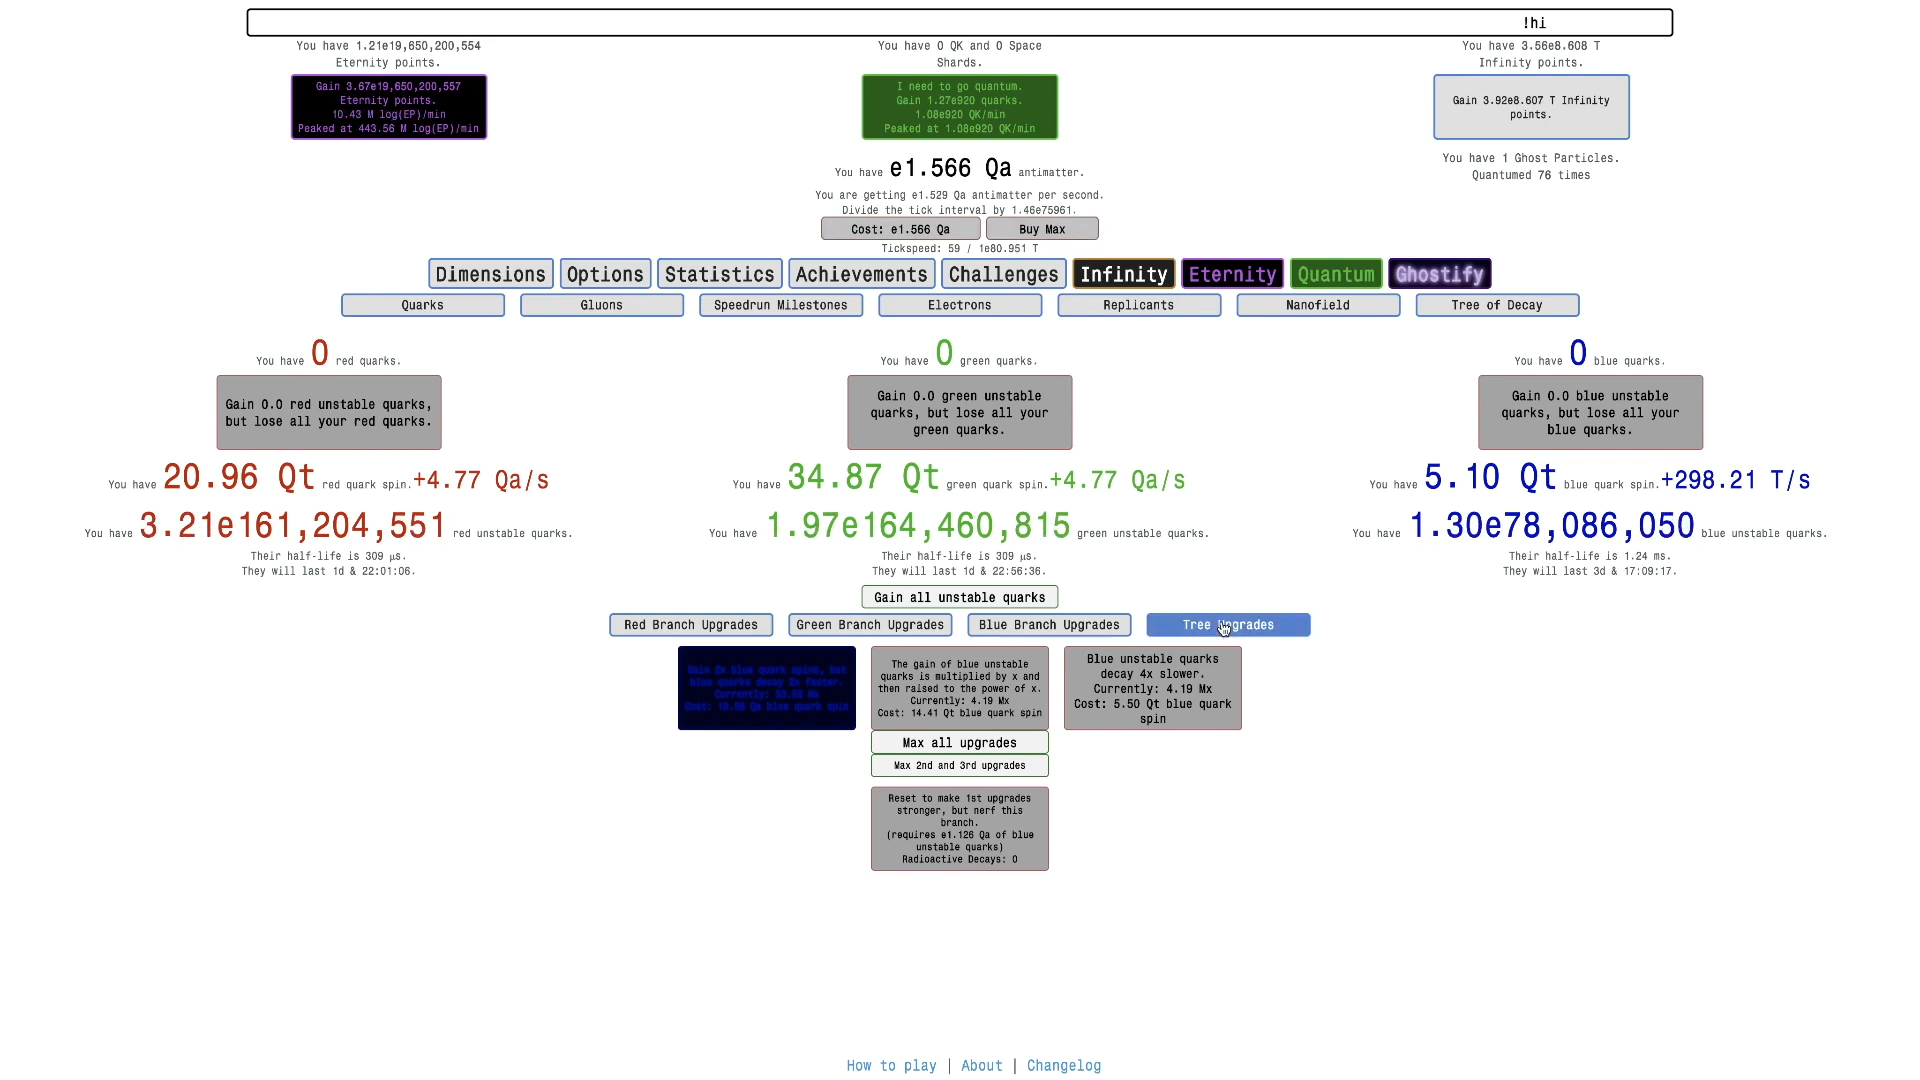 !hi
You have 1.21e19,650,200,554
Eternity points.
You have 0 QK and 0 Space
Shards.
You have 3.56e8.608 T
Infinity points.
Gain 3.67e19,650,200,557
Eternity points.
10.43 M log(EP)/min
Peaked at 443.56 M log(EP)/min
I need to go quantum.
Gain 1.27e920 quarks.
1.08e920 QK/min
Peaked at 1.08e920 QK/min
Gain 3.92e8.607 T Infinity
points.
You have 1 Ghost Particles.
Quantumed 76 times
You have e1.566 Qa antimatter.
You are getting e1.529 Qa antimatter per second.
Divide the tick interval by 1.46e75961.
Cost: e1.566 Qa
Buy Max
Tickspeed: 59 / 1e80.951 T
Dimensions
Options
Statistics
Achievements
Challenges
Infinity
Eternity
Quantum
Ghostify
Quarks
Gluons
Speedrun Milestones
Electrons
Replicants
Nanofield
Tree of Decay
You have 0 red quarks.
You have 0 green quarks.
You have 0 blue quarks.
Gain 0.0 red unstable quarks,
but lose all your red quarks.
Gain 0.0 green unstable
quarks, but lose all your
green quarks.
Gain 0.0 blue unstable
quarks, but lose all your
blue quarks.
You have 20.96 Qt red quark spin.+4.77 Qa/s
You have 34.87 Qt green quark spin.+4.77 Qa/s
You have 5.10 Qt blue quark spin.+298.21 T/s
You have 3.21e161,204,551 red unstable quarks.
You have 1.97e164,460,815 green unstable quarks.
You have 1.30e78,086,050 blue unstable quarks.
Their half-life is 309 µs.
They will last 1d & 22:01:06.
Their half-life is 309 µs.
They will last 1d & 22:56:36.
Their half-life is 1.24 ms.
They will last 3d & 17:09:17.
Gain all unstable quarks
Red Branch Upgrades
Green Branch Upgrades
Blue Branch Upgrades
Tree Upgrades
Gain 2x blue quark spins, but
blue quarks decay 2x faster.
Currently: Mx
Cost: blue quark spin
The gain of blue unstable
quarks is multiplied by x and
then raised to the power of x.
Currently: 4.19 Mx
Cost: 14.41 Qt blue quark spin
Blue unstable quarks
decay 4x slower.
Currently: 4.19 Mx
Cost: 5.50 Qt blue quark
spin
Max all upgrades
Max 2nd and 3rd upgrades
Reset to make 1st upgrades
stronger, but nerf this
branch.
(requires e1.126 Qa of blue
unstable quarks)
Radioactive Decays: 0
How to play | About | Changelog